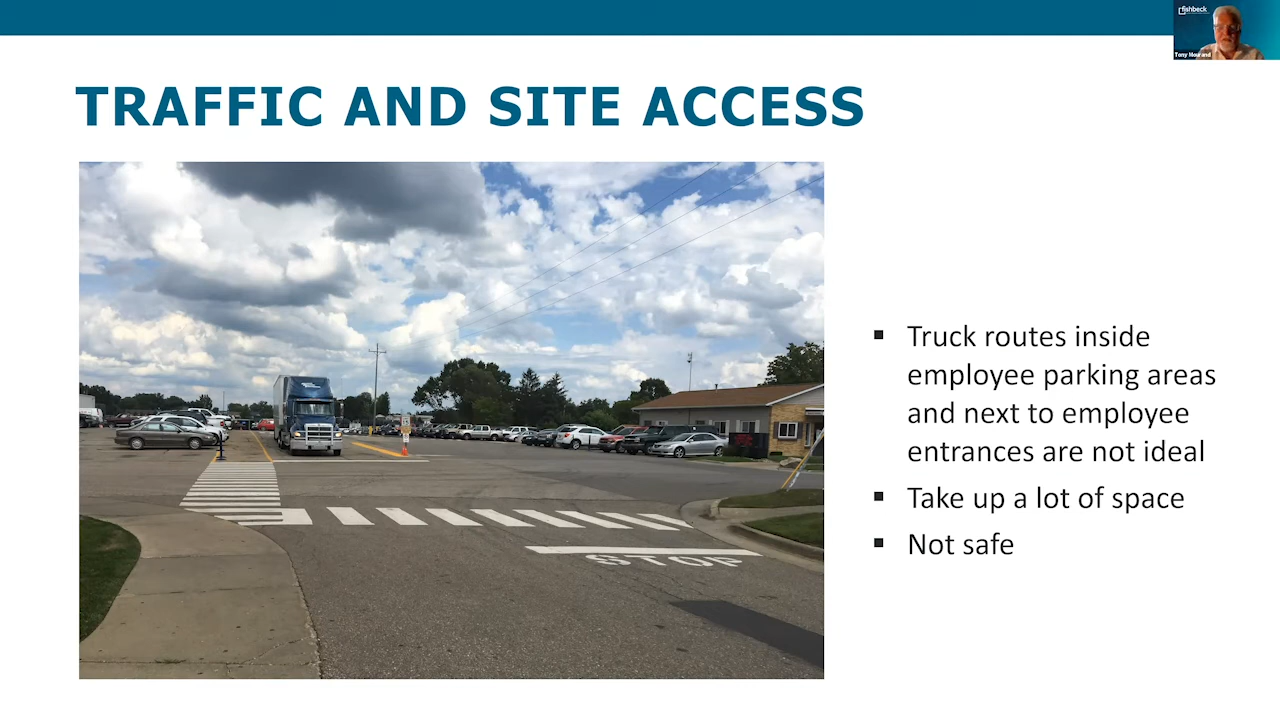 fishbeck
Tony Nourand
TRAFFIC AND SITE ACCESS
STOP
▪ Truck routes inside
employee parking areas
and next to employee
entrances are not ideal
▪ Take up a lot of space
▪ Not safe